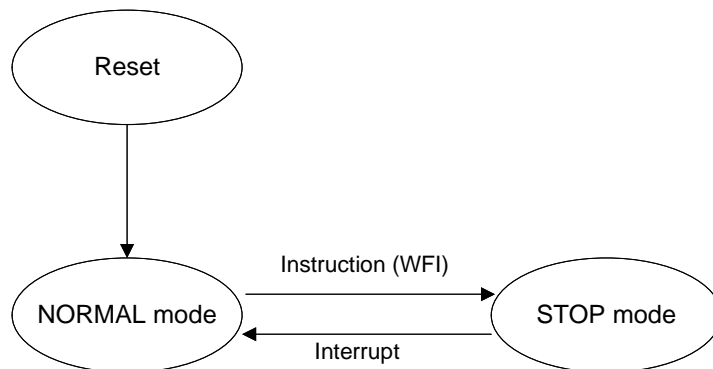 Reset
Instruction (WFI)
NORMAL mode
STOP mode
Interrupt